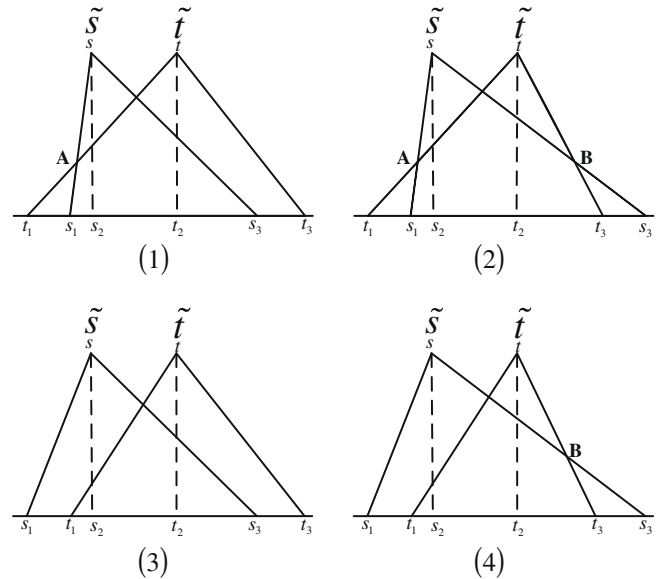 s̃ t̃ s̃ t̃
s t s t
A A B
t₁ s₁ s₂ t₂ s₃ t₃ t₁ s₁ s₂ t₂ t₃ s₃
(1) (2)
s̃ t̃ s̃ t̃
s t s t
B
s₁ t₁ s₂ t₂ s₃ t₃ s₁ t₁ s₂ t₂ t₃ s₃
(3) (4)